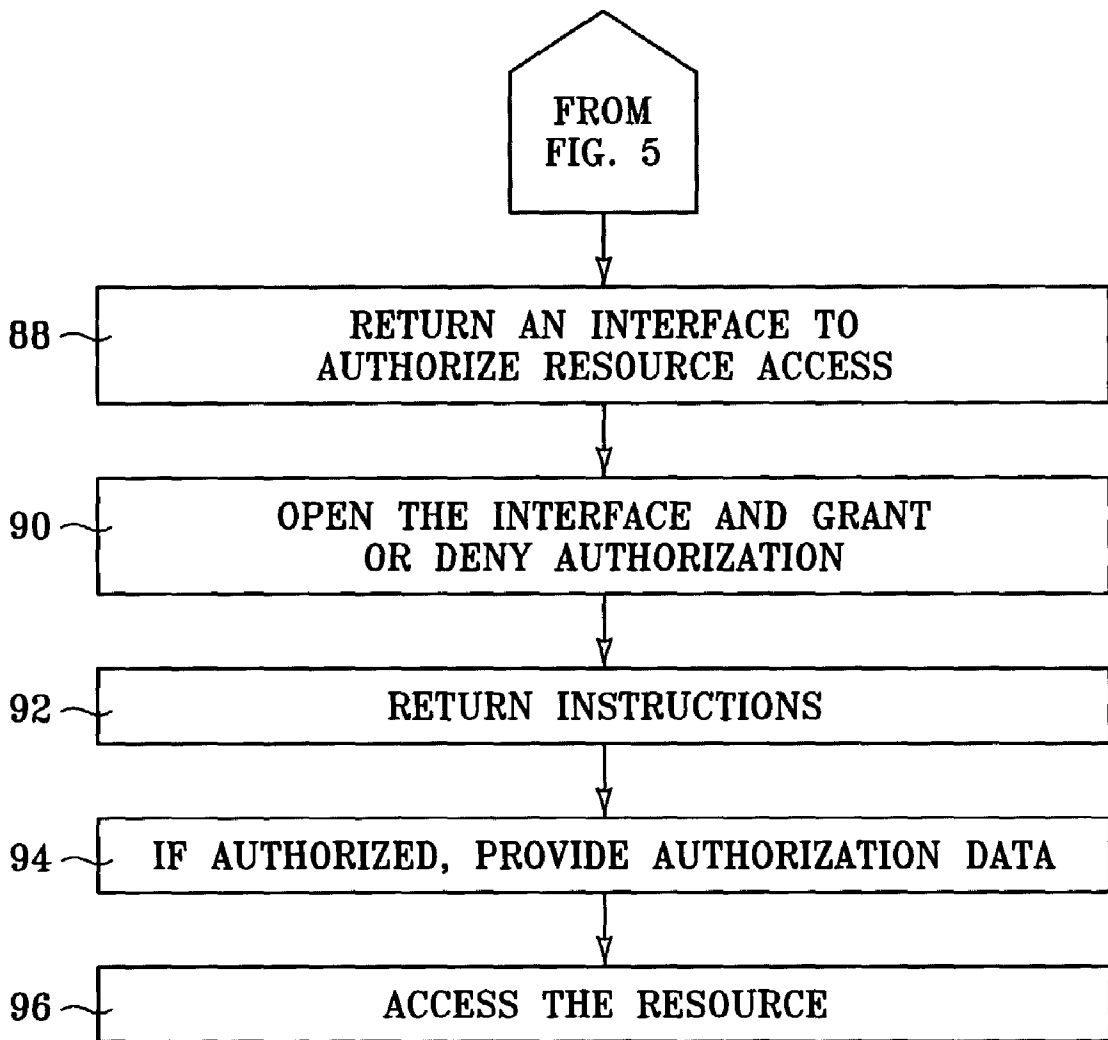 FROM
FIG. 5
88
RETURN AN INTERFACE TO
AUTHORIZE RESOURCE ACCESS
90
OPEN THE INTERFACE AND GRANT
OR DENY AUTHORIZATION
92
RETURN INSTRUCTIONS
94
IF AUTHORIZED, PROVIDE AUTHORIZATION DATA
96
ACCESS THE RESOURCE